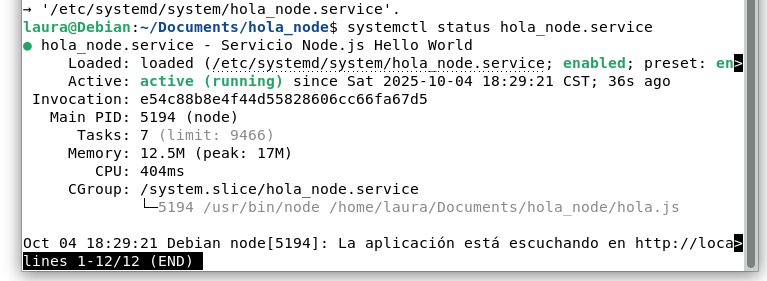 → '/etc/systemd/system/hola_node.service'.
laura@Debian:~/Documents/hola_node$ systemctl status hola_node.service
● hola_node.service - Servicio Node.js Hello World
Loaded: loaded (/etc/systemd/system/hola_node.service; enabled; preset: en>
Active: active (running) since Sat 2025-10-04 18:29:21 CST; 36s ago
Invocation: e54c88b8e4f44d55828606cc66fa67d5
Main PID: 5194 (node)
Tasks: 7 (limit: 9466)
Memory: 12.5M (peak: 17M)
CPU: 404ms
CGroup: /system.slice/hola_node.service
└─5194 /usr/bin/node /home/laura/Documents/hola_node/hola.js
Oct 04 18:29:21 Debian node[5194]: La aplicación está escuchando en http://loca>
lines 1-12/12 (END)